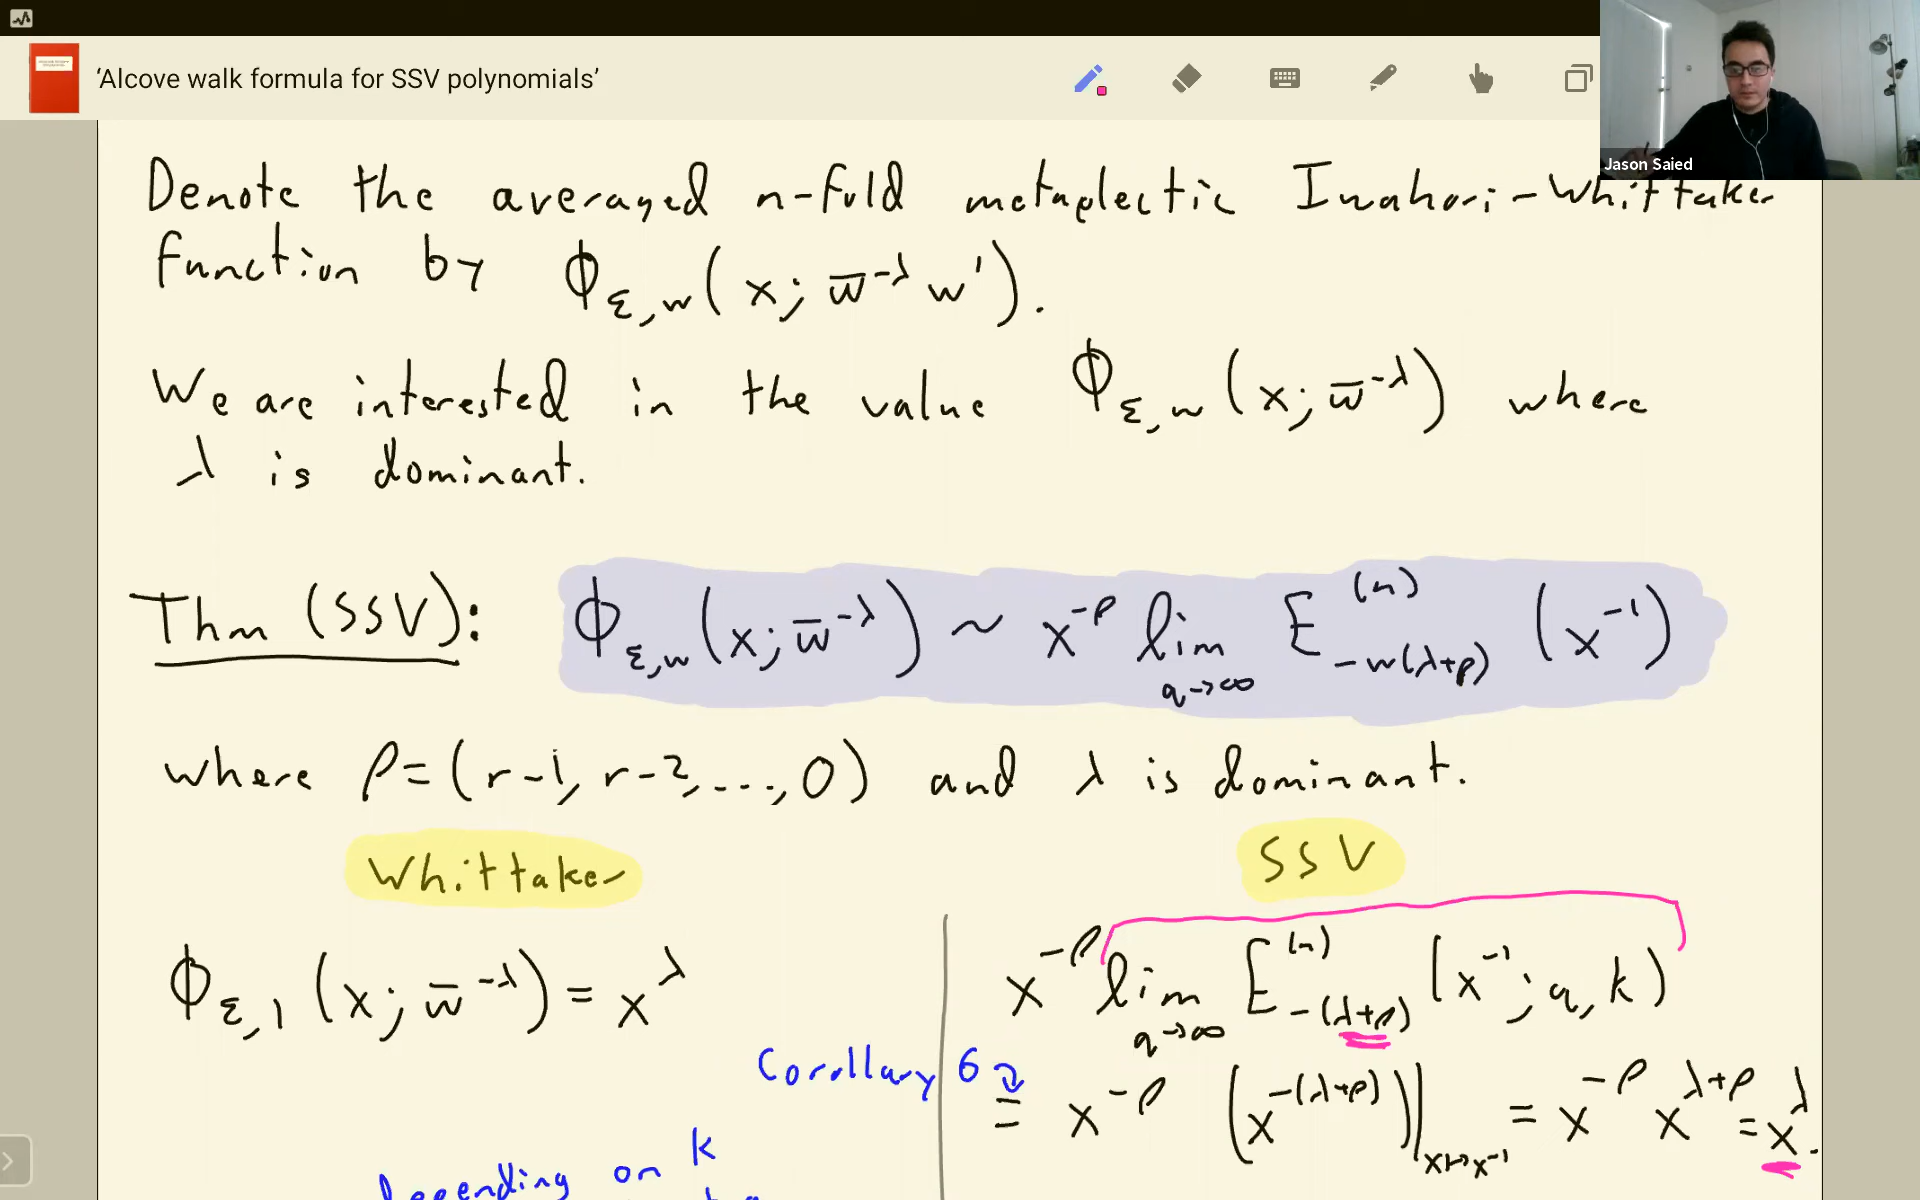 'Alcove walk formula for SSV polynomials'
Jason Saied
Denote the averaged n-fold metaplectic Iwahori-Whittaker
function by ϕ_{ε,w}(x; ϖ^{-λ} w').
We are interested in the value ϕ_{ε,w}(x; ϖ^{-λ}) where
λ is dominant.
Thm (SSV): ϕ_{ε,w}(x; ϖ^{-λ}) ~ x^{-ρ} lim_{q→∞} E^{(n)}_{-w(λ+ρ)}(x^{-1})
where ρ=(r-1, r-2, ..., 0) and λ is dominant.
Whittaker
SSV
ϕ_{ε,1}(x; ϖ^{-λ}) = x^λ
x^{-ρ} lim_{q→∞} E^{(n)}_{-(λ+ρ)}(x^{-1}; q, k)
Corollary 6
= x^{-ρ} (x^{-(λ+ρ)})|_{x↦x^{-1}} = x^{-ρ} x^{λ+ρ} = x^λ.
Depending on k